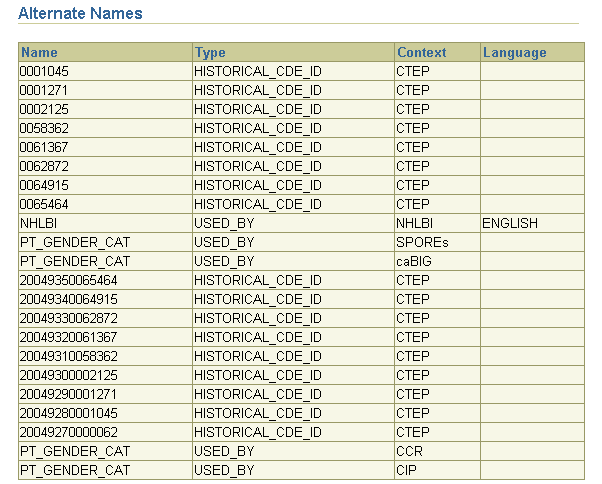 Alternate Names
Name Type Context Language
0001045 HISTORICAL_CDE_ID CTEP
0001271 HISTORICAL_CDE_ID CTEP
0002125 HISTORICAL_CDE_ID CTEP
0058362 HISTORICAL_CDE_ID CTEP
0061367 HISTORICAL_CDE_ID CTEP
0062872 HISTORICAL_CDE_ID CTEP
0064915 HISTORICAL_CDE_ID CTEP
0065464 HISTORICAL_CDE_ID CTEP
NHLBI USED_BY NHLBI ENGLISH
PT_GENDER_CAT USED_BY SPOREs
PT_GENDER_CAT USED_BY caBIG
20049350065464 HISTORICAL_CDE_ID CTEP
20049340064915 HISTORICAL_CDE_ID CTEP
20049330062872 HISTORICAL_CDE_ID CTEP
20049320061367 HISTORICAL_CDE_ID CTEP
20049310058362 HISTORICAL_CDE_ID CTEP
20049300002125 HISTORICAL_CDE_ID CTEP
20049290001271 HISTORICAL_CDE_ID CTEP
20049280001045 HISTORICAL_CDE_ID CTEP
20049270000062 HISTORICAL_CDE_ID CTEP
PT_GENDER_CAT USED_BY CCR
PT_GENDER_CAT USED_BY CIP